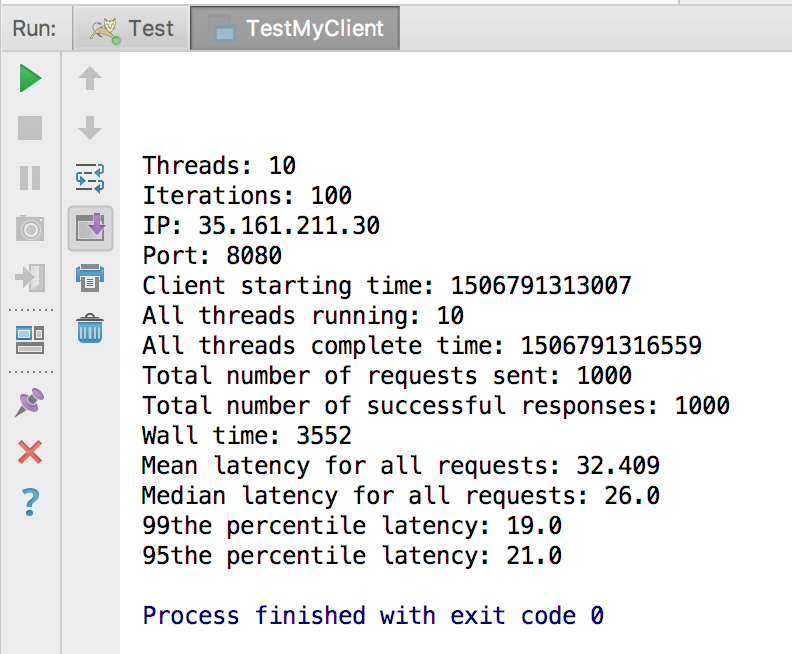 Run: Test TestMyClient
Threads: 10
Iterations: 100
IP: 35.161.211.30
Port: 8080
Client starting time: 1506791313007
All threads running: 10
All threads complete time: 1506791316559
Total number of requests sent: 1000
Total number of successful responses: 1000
Wall time: 3552
Mean latency for all requests: 32.409
Median latency for all requests: 26.0
99the percentile latency: 19.0
95the percentile latency: 21.0
Process finished with exit code 0